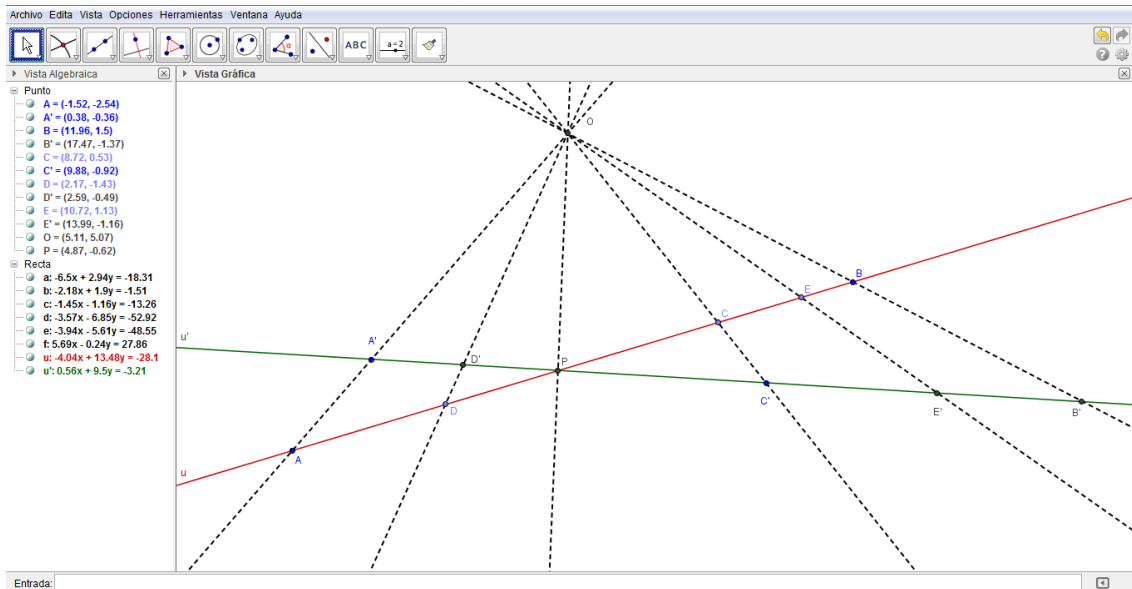 Archivo Edita Vista Opciones Herramientas Ventana Ayuda
ABC
a=2
α
Vista Algebraica
Vista Gráfica
Punto
A = (-1.52, -2.54)
A' = (0.38, -0.36)
B = (11.96, 1.5)
B' = (17.47, -1.37)
C = (8.72, 0.53)
C' = (9.88, -0.92)
D = (2.17, -1.43)
D' = (2.59, -0.49)
E = (10.72, 1.13)
E' = (13.99, -1.16)
O = (5.11, 5.07)
P = (4.87, -0.62)
Recta
a: -6.5x + 2.94y = -18.31
b: -2.18x + 1.9y = -1.51
c: -1.45x - 1.16y = -13.26
d: -3.57x - 6.85y = -52.92
e: -3.94x - 5.61y = -48.55
f: 5.69x - 0.24y = 27.86
u: -4.04x + 13.48y = -28.1
u': 0.56x + 9.5y = -3.21
O
B
E
C
u'
A'
D'
P
C'
D
E'
B'
A
u
Entrada: